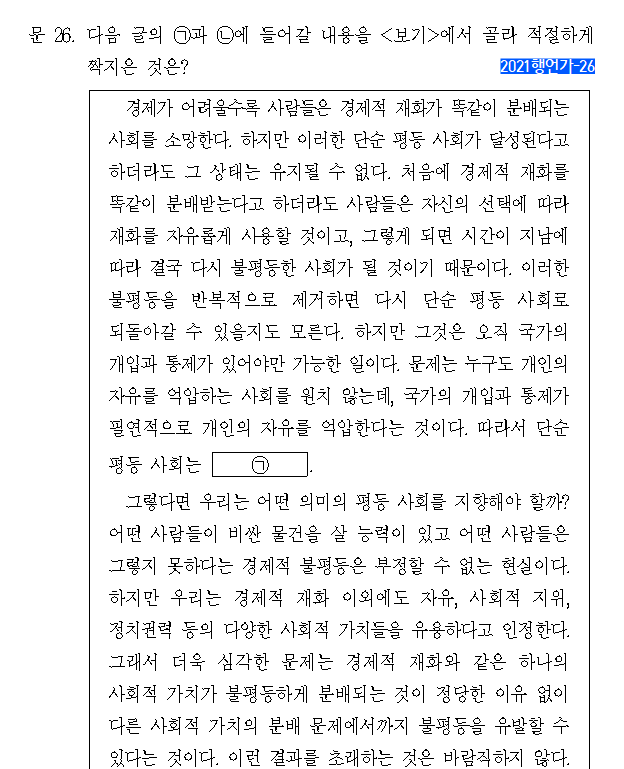 문 26. 다음 글의 ㉠과 ㉡에 들어갈 내용을 <보기>에서 골라 적절하게
짝지은 것은?
2021행언가-26
경제가 어려울수록 사람들은 경제적 재화가 똑같이 분배되는
사회를 소망한다. 하지만 이러한 단순 평등 사회가 달성된다고
하더라도 그 상태는 유지될 수 없다. 처음에 경제적 재화를
똑같이 분배받는다고 하더라도 사람들은 자신의 선택에 따라
재화를 자유롭게 사용할 것이고, 그렇게 되면 시간이 지남에
따라 결국 다시 불평등한 사회가 될 것이기 때문이다. 이러한
불평등을 반복적으로 제거하면 다시 단순 평등 사회로
되돌아갈 수 있을지도 모른다. 하지만 그것은 오직 국가의
개입과 통제가 있어야만 가능한 일이다. 문제는 누구도 개인의
자유를 억압하는 사회를 원치 않는데, 국가의 개입과 통제가
필연적으로 개인의 자유를 억압한다는 것이다. 따라서 단순
평등 사회는 ㉠.
그렇다면 우리는 어떤 의미의 평등 사회를 지향해야 할까?
어떤 사람들이 비싼 물건을 살 능력이 있고 어떤 사람들은
그렇지 못하다는 경제적 불평등은 부정할 수 없는 현실이다.
하지만 우리는 경제적 재화 이외에도 자유, 사회적 지위,
정치권력 등의 다양한 사회적 가치들을 유용하다고 인정한다.
그래서 더욱 심각한 문제는 경제적 재화와 같은 하나의
사회적 가치가 불평등하게 분배되는 것이 정당한 이유 없이
다른 사회적 가치의 분배 문제에서까지 불평등을 유발할 수
있다는 것이다. 이런 결과를 초래하는 것은 바람직하지 않다.